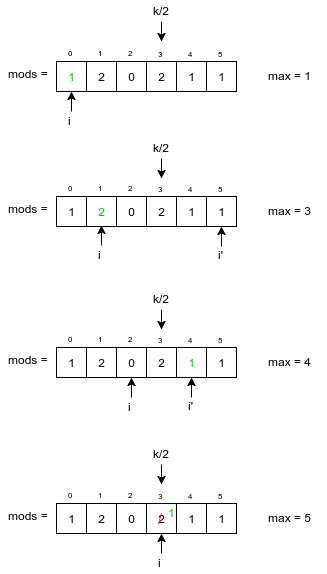 k/2
0 1 2 3 4 5
mods = 1 2 0 2 1 1 max = 1
i
k/2
0 1 2 3 4 5
mods = 1 2 0 2 1 1 max = 3
i i'
k/2
0 1 2 3 4 5
mods = 1 2 0 2 1 1 max = 4
i i'
k/2
0 1 2 3 4 5
mods = 1 2 0 2 1 1 1 max = 5
i